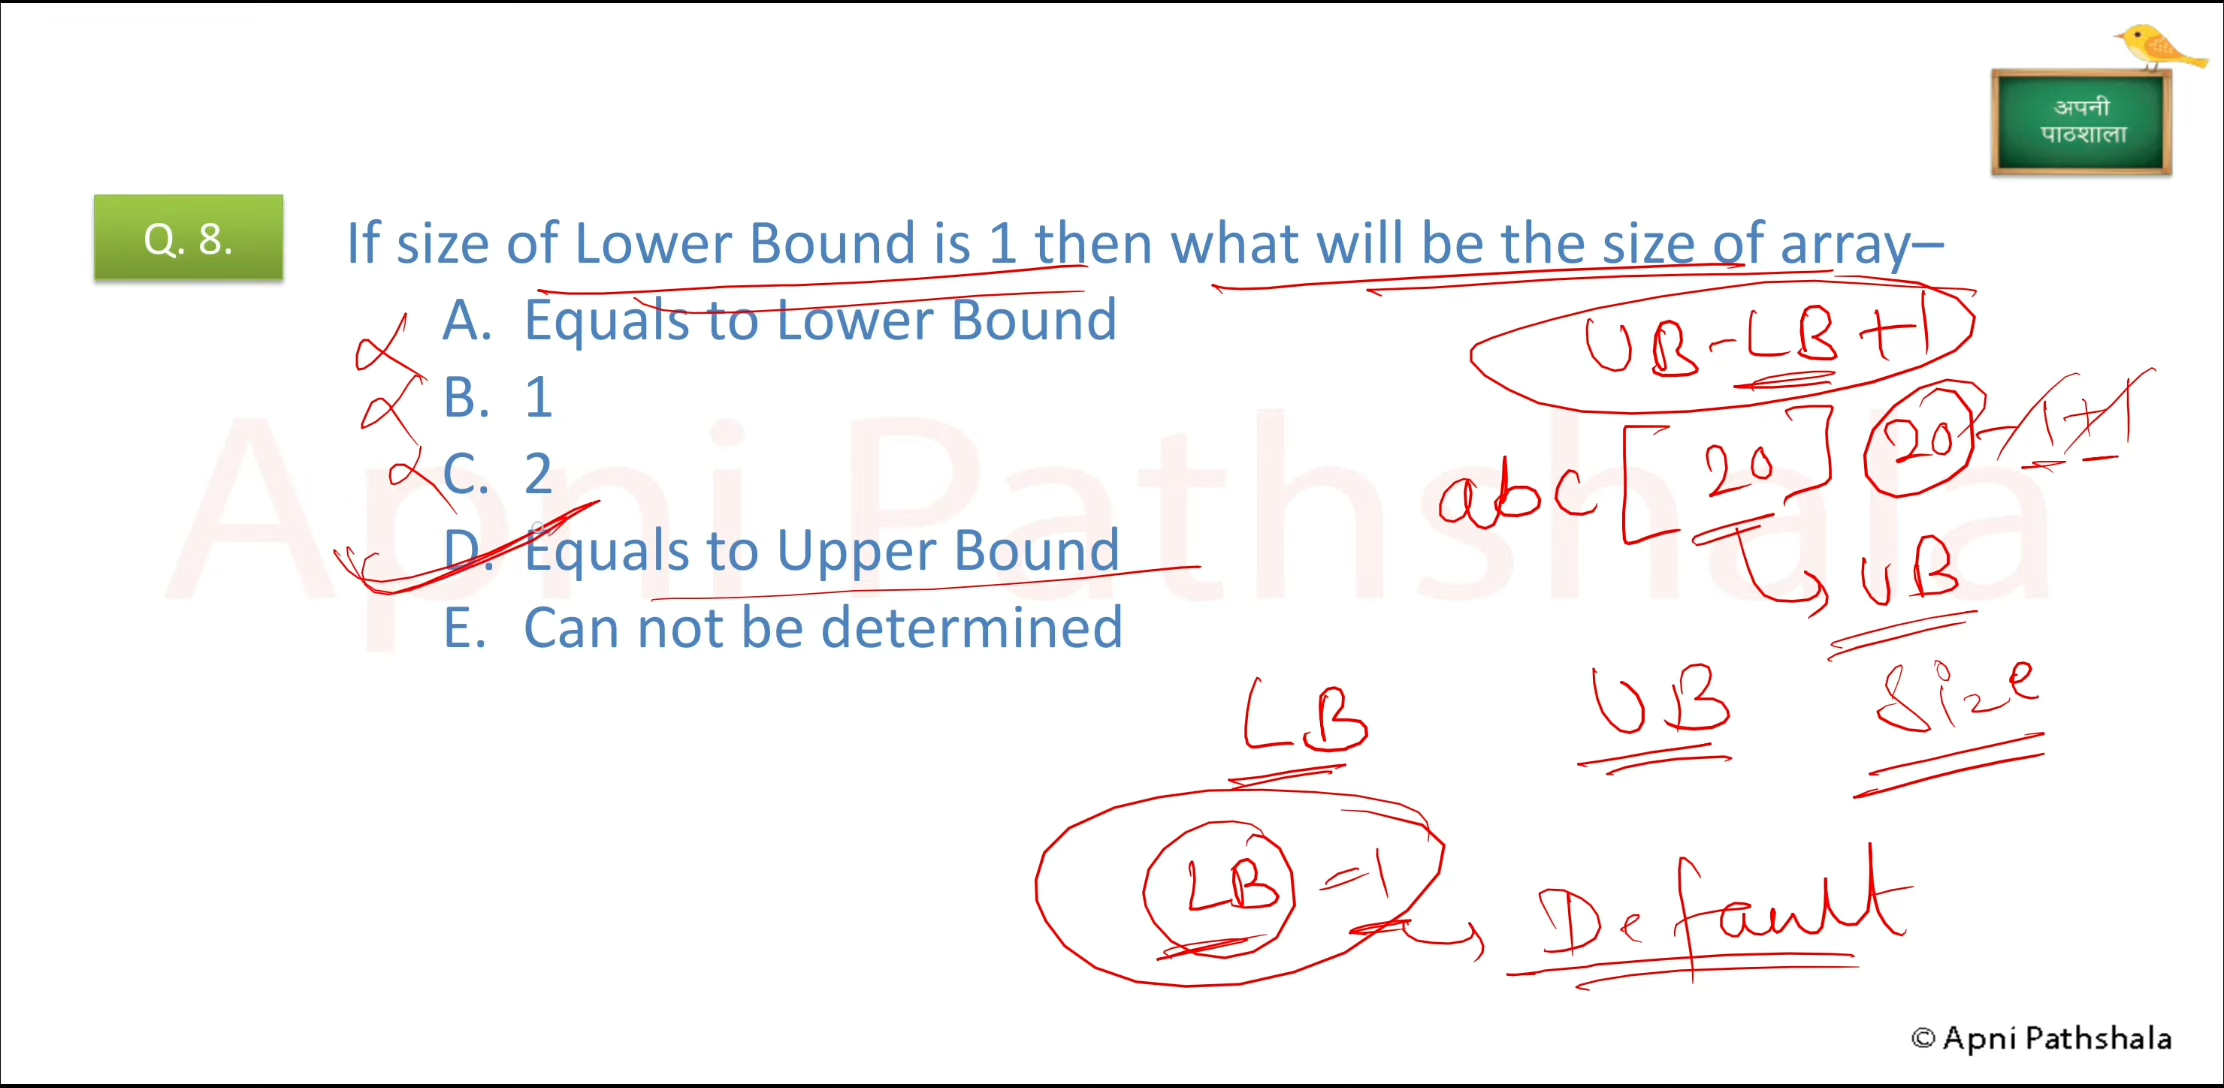 अपनी
पाठशाला
Q. 8.
If size of Lower Bound is 1 then what will be the size of array–
A. Equals to Lower Bound
B. 1
C. 2
D. Equals to Upper Bound
E. Can not be determined
UB-LB+1
abc [20] 20-1+1
UB
LB UB Size
LB =1 Default
Apni Pathshala
© Apni Pathshala